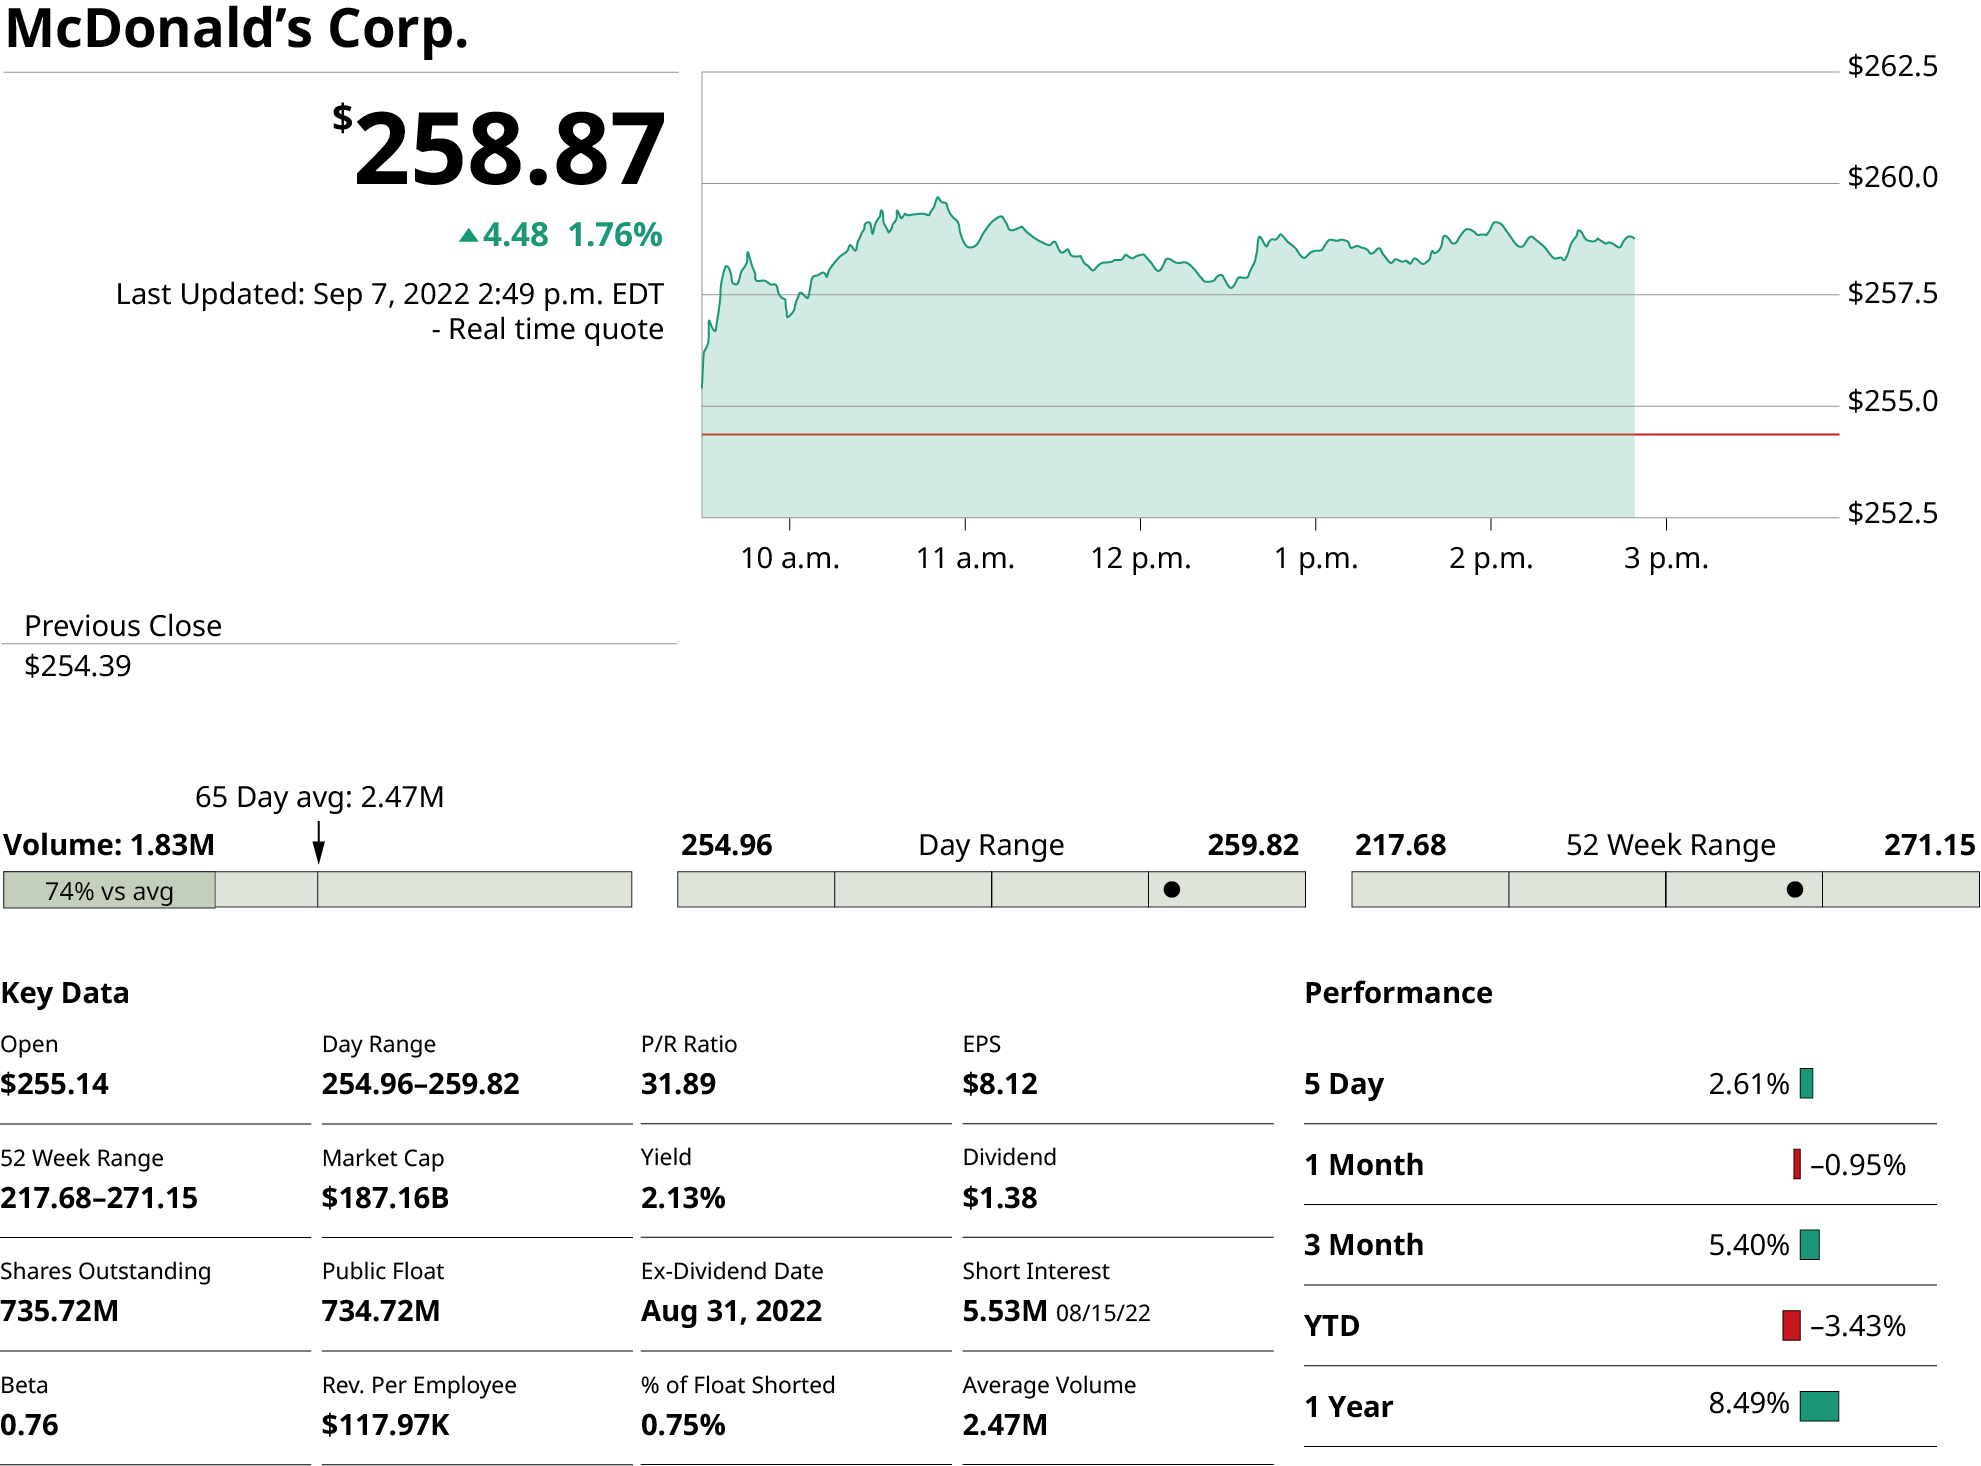 McDonald’s Corp.
$258.87
▲4.48 1.76%
Last Updated: Sep 7, 2022 2:49 p.m. EDT
- Real time quote
$262.5
$260.0
$257.5
$255.0
$252.5
10 a.m. 11 a.m. 12 p.m. 1 p.m. 2 p.m. 3 p.m.
Previous Close
$254.39
65 Day avg: 2.47M
Volume: 1.83M
74% vs avg
254.96 Day Range 259.82
217.68 52 Week Range 271.15
Key Data
Open
$255.14
Day Range
254.96–259.82
P/R Ratio
31.89
EPS
$8.12
52 Week Range
217.68–271.15
Market Cap
$187.16B
Yield
2.13%
Dividend
$1.38
Shares Outstanding
735.72M
Public Float
734.72M
Ex-Dividend Date
Aug 31, 2022
Short Interest
5.53M 08/15/22
Beta
0.76
Rev. Per Employee
$117.97K
% of Float Shorted
0.75%
Average Volume
2.47M
Performance
5 Day 2.61%
1 Month –0.95%
3 Month 5.40%
YTD –3.43%
1 Year 8.49%